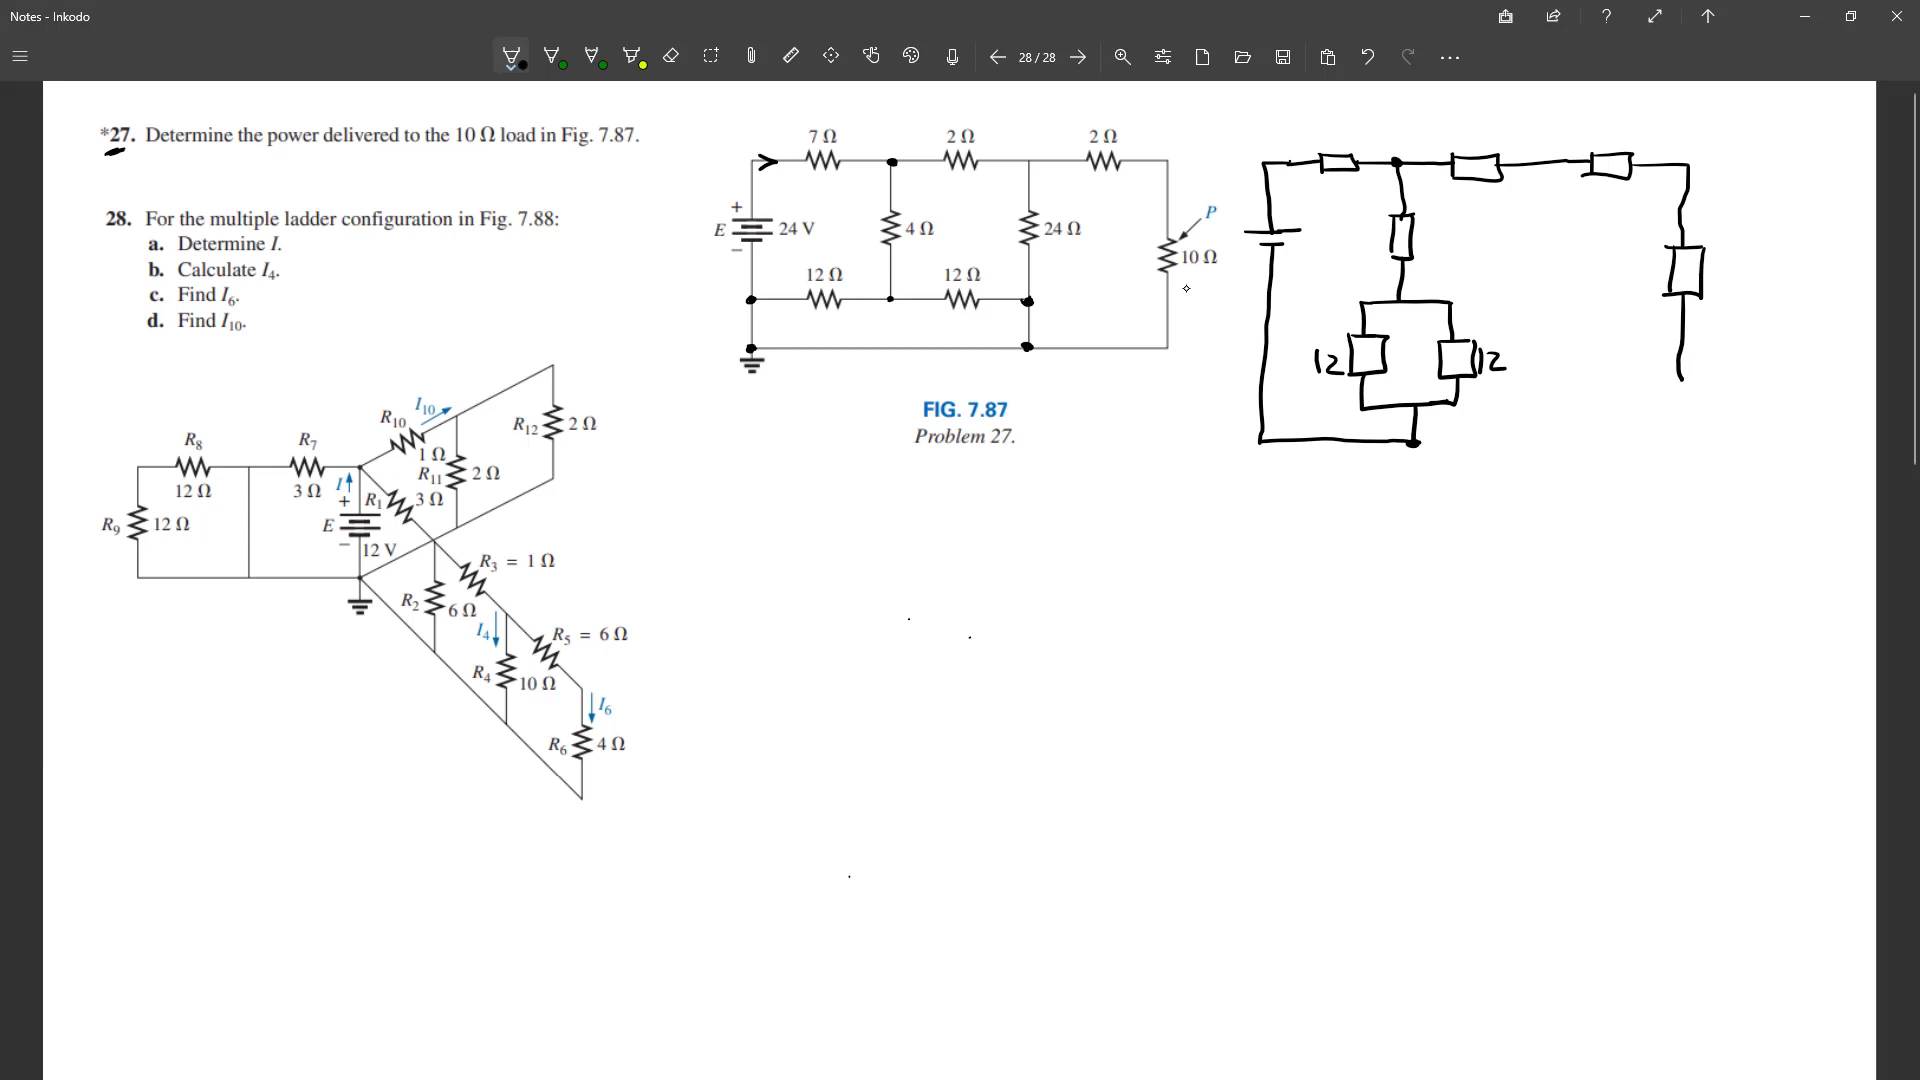 Notes - Inkodo
28 / 28
*27. Determine the power delivered to the 10 Ω load in Fig. 7.87.
28. For the multiple ladder configuration in Fig. 7.88:
a. Determine I.
b. Calculate I₄.
c. Find I₆.
d. Find I₁₀.
7 Ω
2 Ω
2 Ω
+
E
24 V
−
4 Ω
24 Ω
P
10 Ω
12 Ω
12 Ω
FIG. 7.87
Problem 27.
12
12
R₈
12 Ω
R₇
3 Ω
R₉
12 Ω
I
+
E
−
12 V
R₁
3 Ω
R₁₀
I₁₀
1 Ω
R₁₁
2 Ω
R₁₂
2 Ω
R₃ = 1 Ω
R₂
6 Ω
I₄
R₅ = 6 Ω
R₄
10 Ω
I₆
R₆
4 Ω